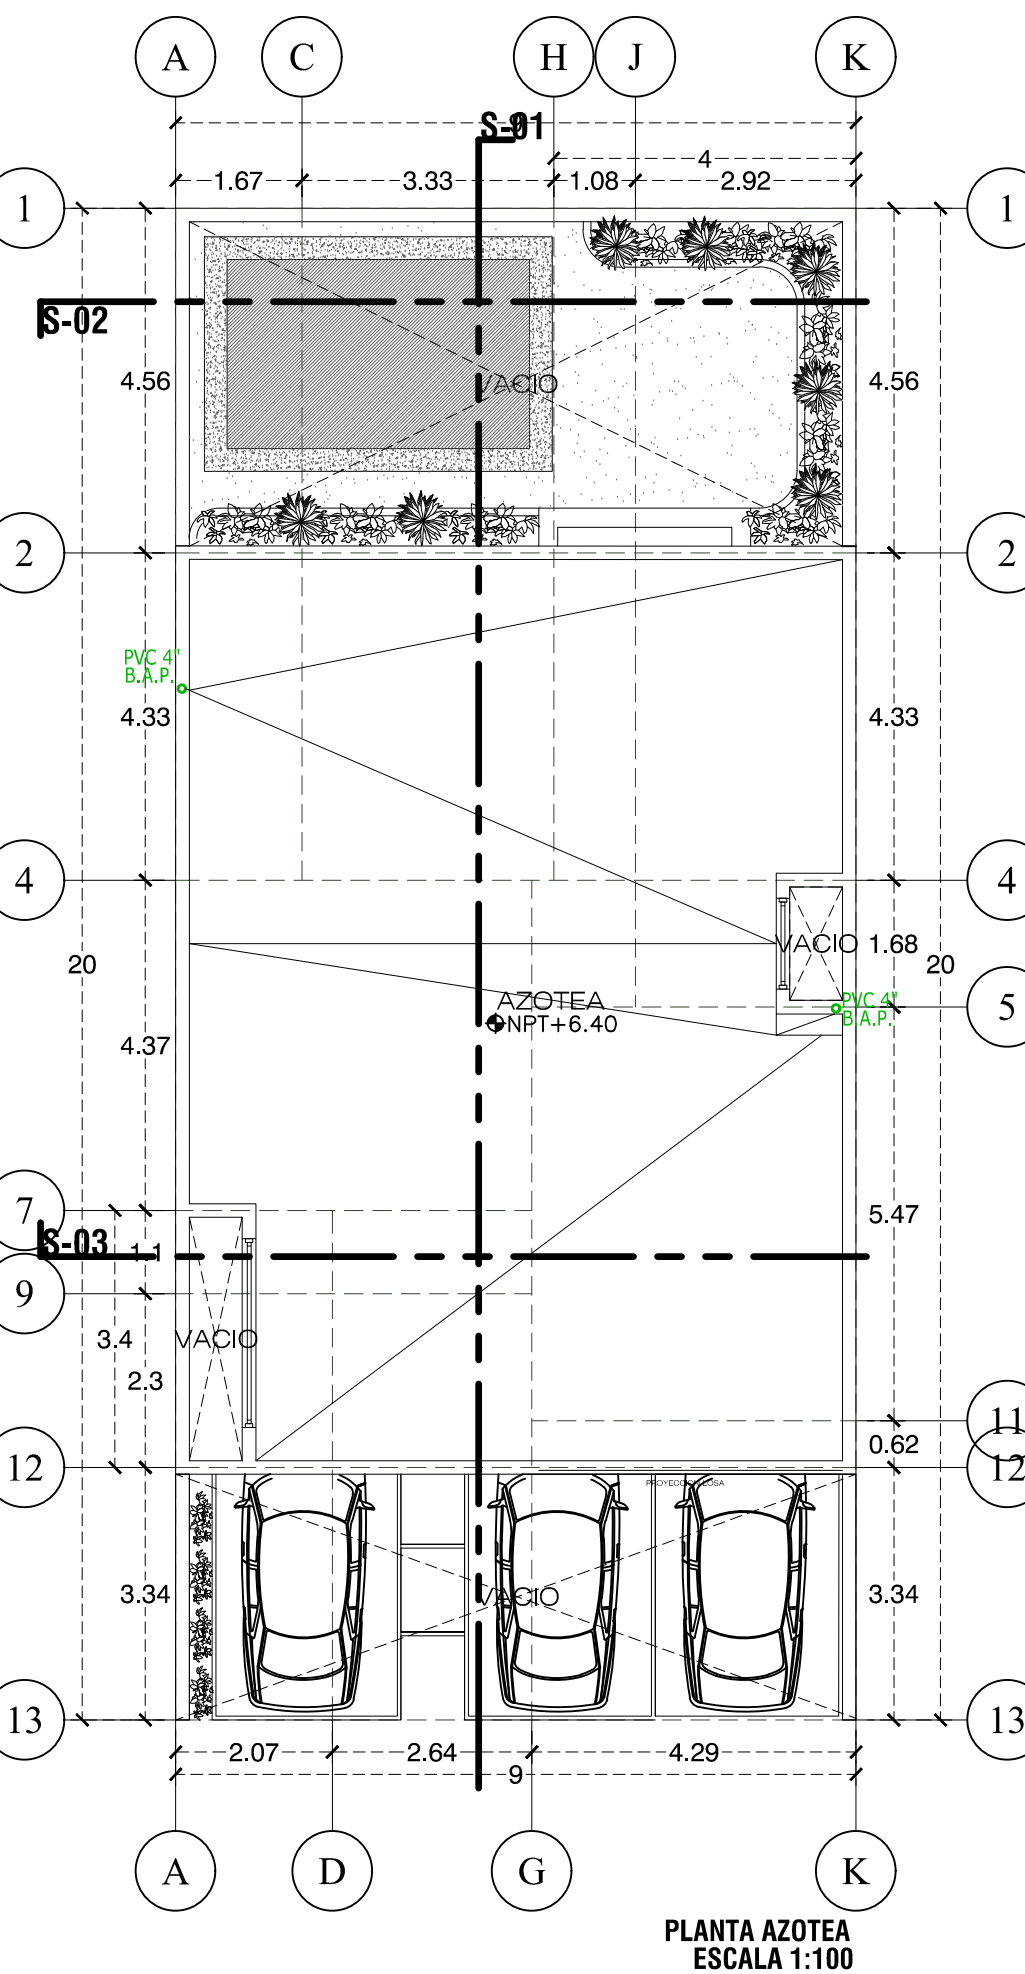 A
C
H
J
K
S-01
9
4
1.67
3.33
1.08
2.92
1
1
S-02
4.56
VACIO
4.56
2
2
PVC 4"
B.A.P.
4.33
4.33
4
4
VACIO
1.68
20
20
PVC 4"
B.A.P.
5
AZOTEA
NPT+6.40
4.37
7
5.47
S-03
1.1
9
3.4
VACIO
2.3
11
0.62
12
12
PROYECCION LOSA
3.34
VACIO
3.34
13
13
2.07
2.64
4.29
9
A
D
G
K
PLANTA AZOTEA
ESCALA 1:100